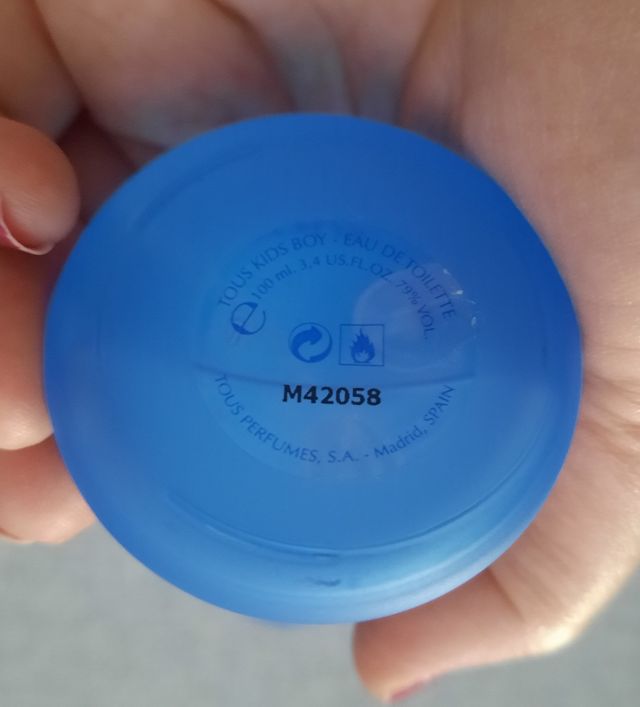 TOUS KIDS BOY - EAU DE TOILETTE
e 100 ml. 3,4 US.FL.OZ. 79% VOL.
M42058
TOUS PERFUMES, S.A. - Madrid, SPAIN